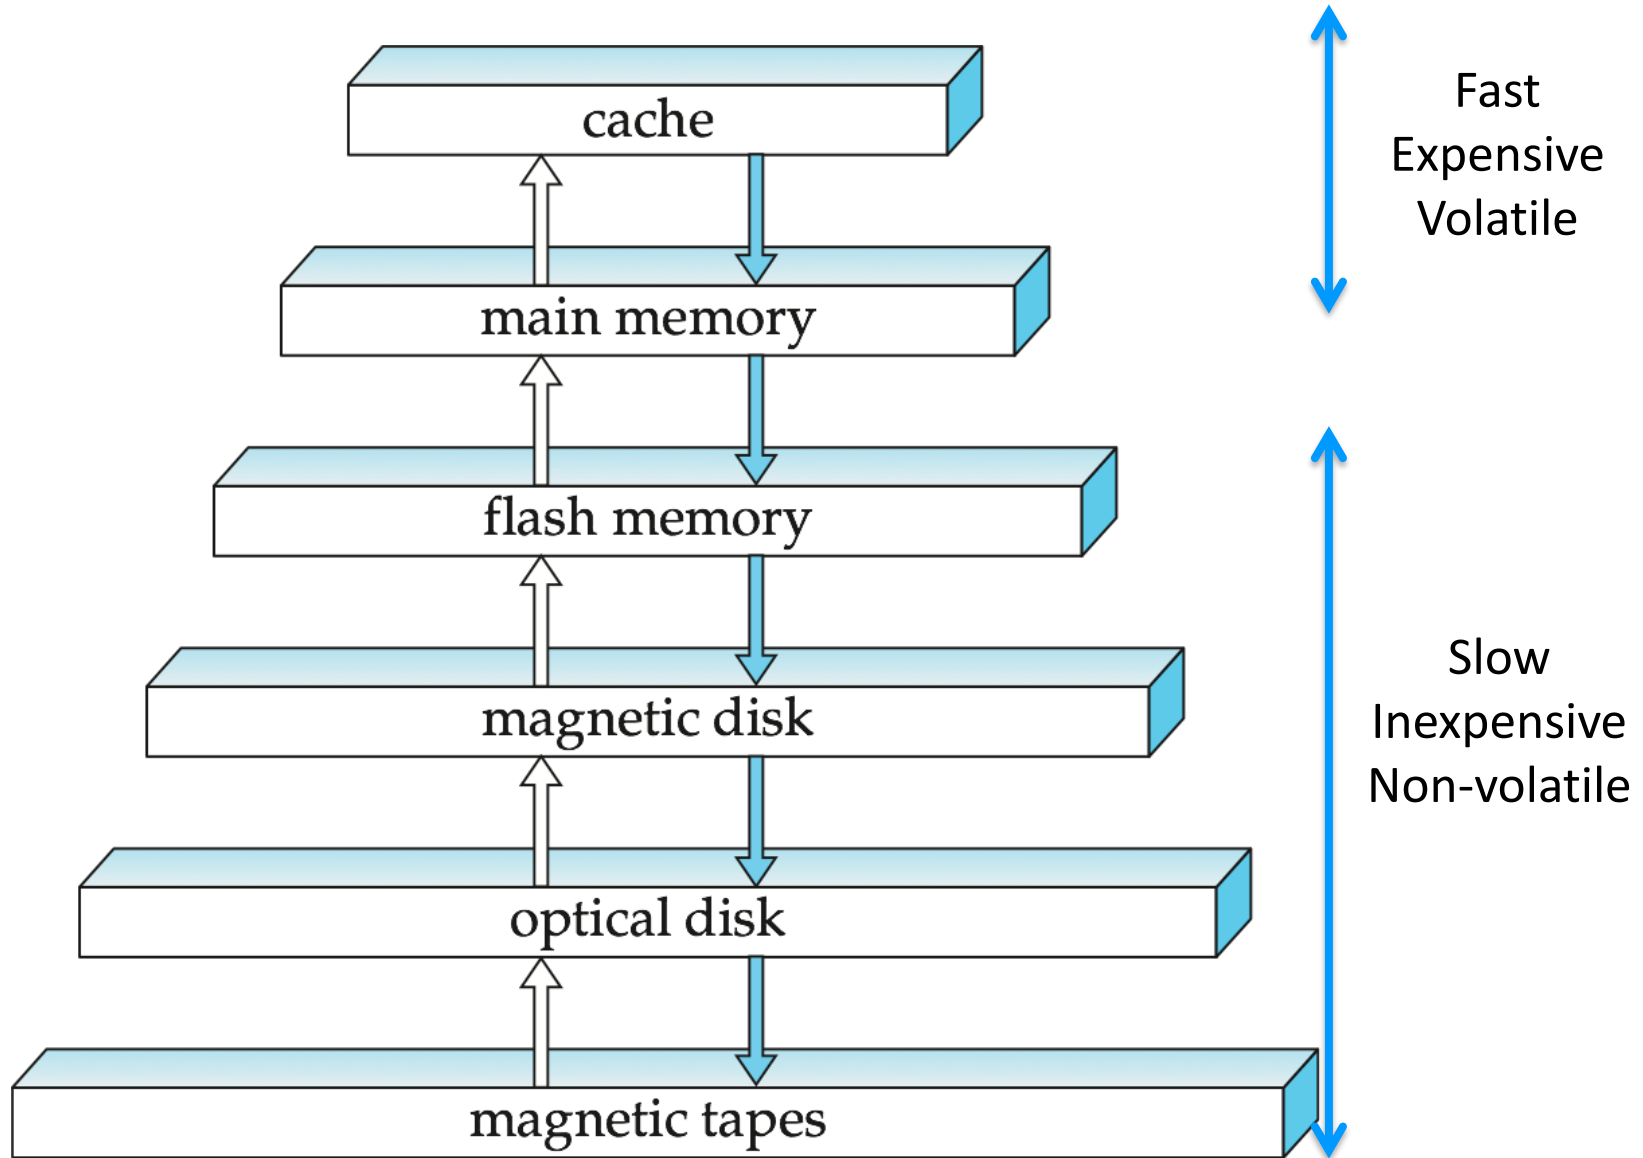 cache
main memory
flash memory
magnetic disk
optical disk
magnetic tapes
Fast
Expensive
Volatile
Slow
Inexpensive
Non-volatile